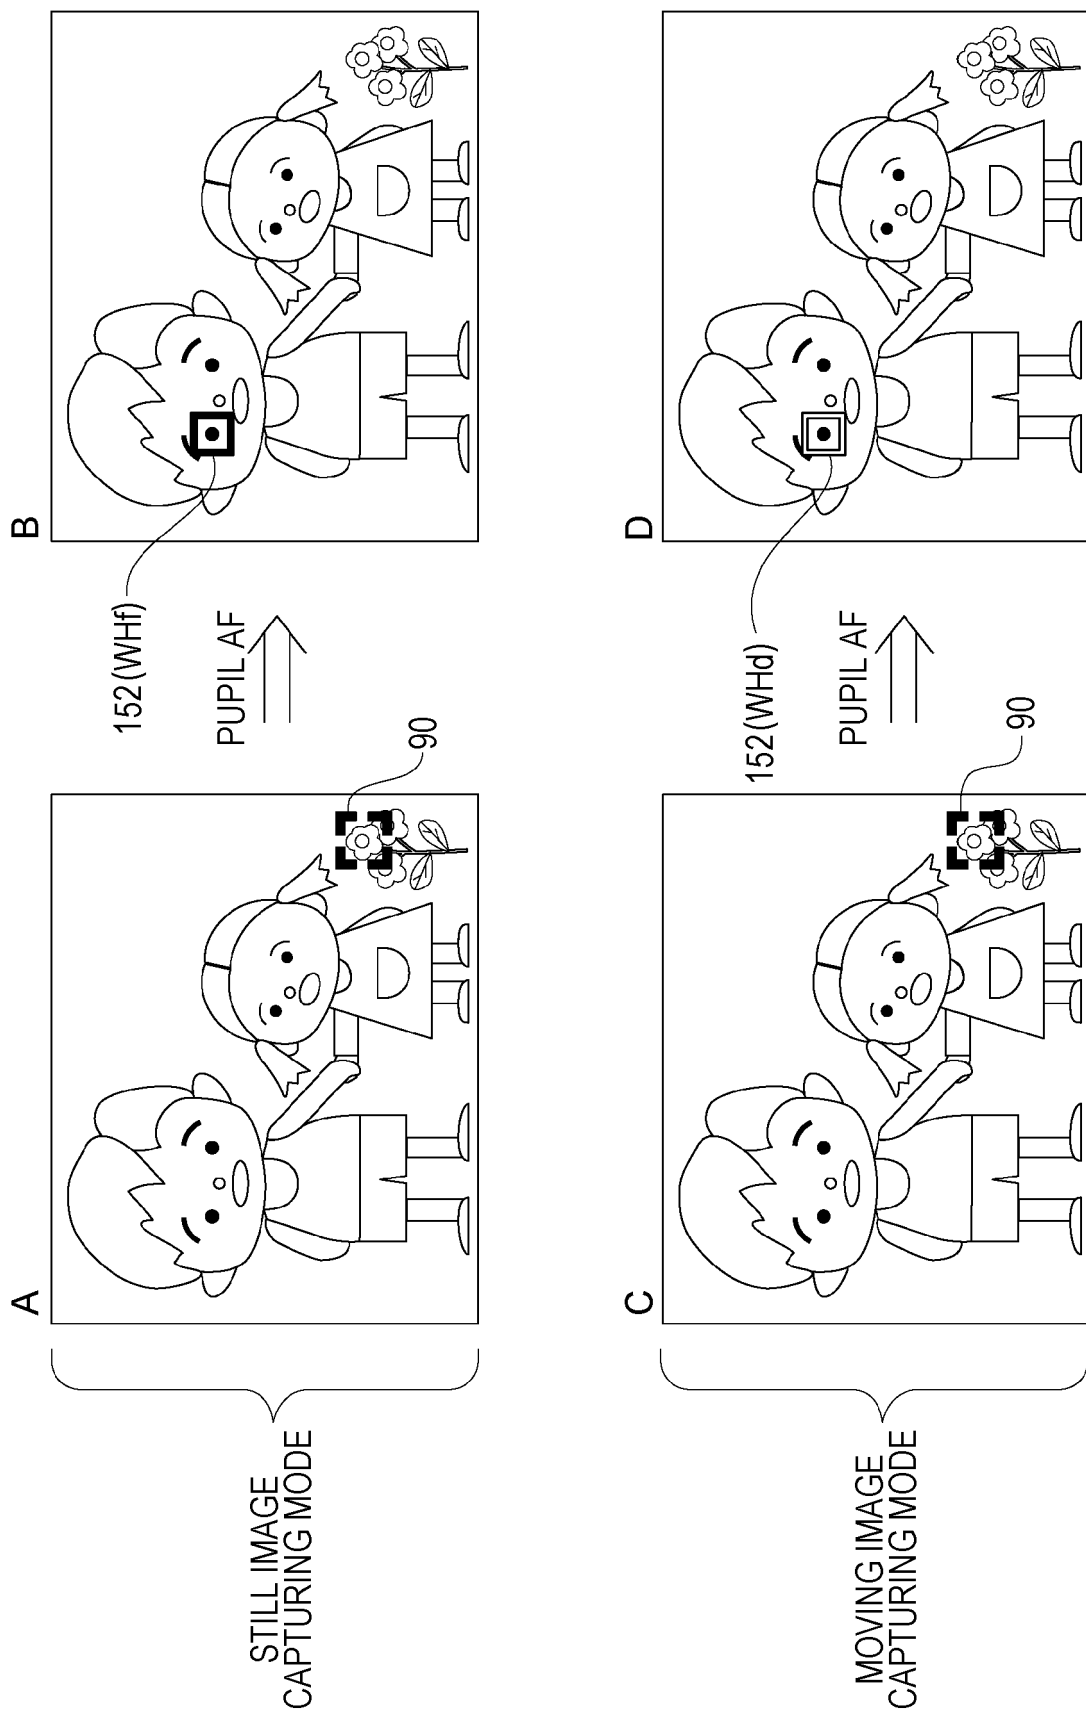 STILL IMAGE
CAPTURING MODE
A
90
PUPIL AF
152(WHf)
B
MOVING IMAGE
CAPTURING MODE
C
90
PUPIL AF
152(WHd)
D